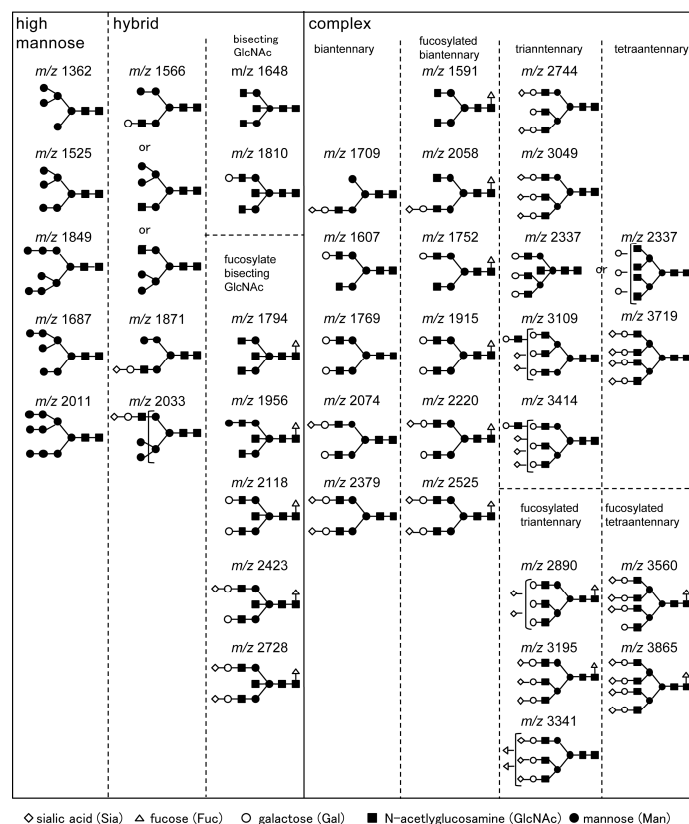 high mannose
hybrid
complex
bisecting GlcNAc
biantennary
fucosylated biantennary
trianntennary
tetraantennary
m/z 1362
m/z 1566
m/z 1648
m/z 1591
m/z 2744
or
m/z 1525
m/z 1810
m/z 1709
m/z 2058
m/z 3049
or
m/z 1849
fucosylate bisecting GlcNAc
m/z 1607
m/z 1752
m/z 2337
or
m/z 2337
m/z 1687
m/z 1871
m/z 1794
m/z 1769
m/z 1915
m/z 3109
m/z 3719
m/z 2011
m/z 2033
m/z 1956
m/z 2074
m/z 2220
m/z 3414
m/z 2118
m/z 2379
m/z 2525
fucosylated triantennary
fucosylated tetraantennary
m/z 2423
m/z 2890
m/z 3560
m/z 2728
m/z 3195
m/z 3865
m/z 3341
sialic acid (Sia)
fucose (Fuc)
galactose (Gal)
N-acetlyglucosamine (GlcNAc)
mannose (Man)